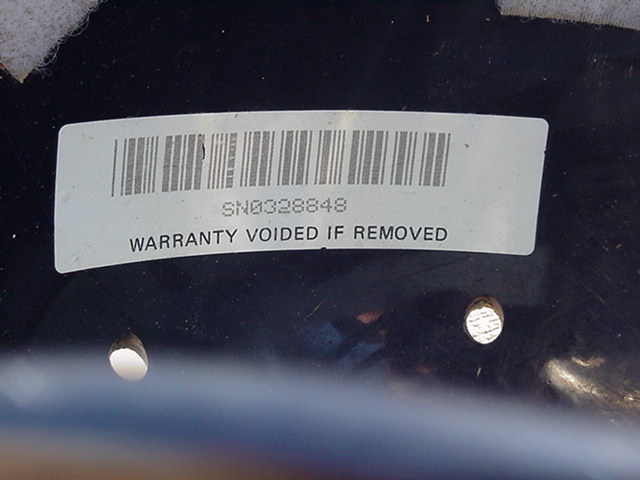 SN0328848
WARRANTY VOIDED IF REMOVED